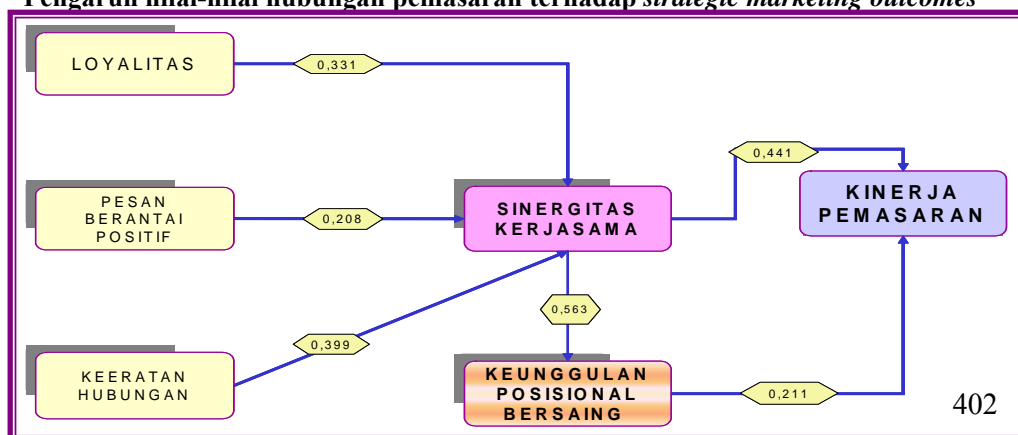 Pengaruh nilai-nilai hubungan pemasaran terhadap strategic marketing outcomes
LOYALITAS
0,331
0,441
PESAN
BERANTAI
POSITIF
0,208
SINERGITAS
KERJASAMA
KINERJA
PEMASARAN
0,563
0,399
KEERATAN
HUBUNGAN
KEUNGGULAN
POSISIONAL
BERSAING
0,211
402